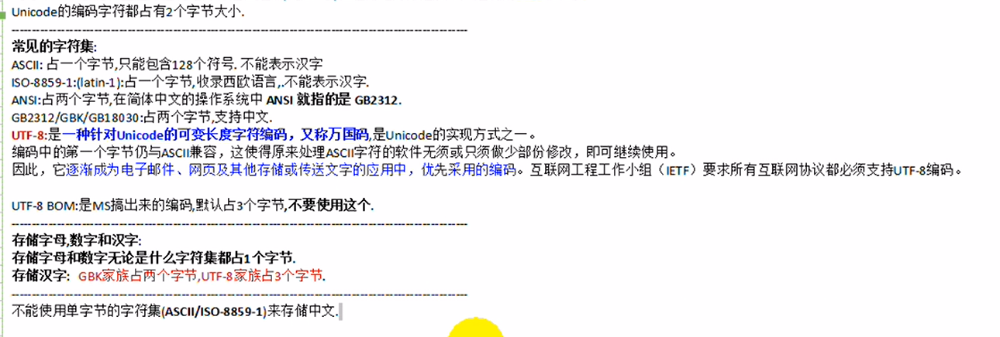 Unicode的编码字符都占有2个字节大小.
--------------------------------------------------------------------------------
常见的字符集:
ASCII: 占一个字节,只能包含128个符号. 不能表示汉字
ISO-8859-1:(latin-1):占一个字节,收录西欧语言,.不能表示汉字.
ANSI:占两个字节,在简体中文的操作系统中 ANSI 就指的是 GB2312.
GB2312/GBK/GB18030:占两个字节,支持中文.
UTF-8:是一种针对Unicode的可变长度字符编码，又称万国码,是Unicode的实现方式之一。
编码中的第一个字节仍与ASCII兼容，这使得原来处理ASCII字符的软件无须或只须做少部份修改，即可继续使用。
因此，它逐渐成为电子邮件、网页及其他存储或传送文字的应用中，优先采用的编码。互联网工程工作小组（IETF）要求所有互联网协议都必须支持UTF-8编码。
UTF-8 BOM:是MS搞出来的编码,默认占3个字节,不要使用这个.
--------------------------------------------------------------------------------
存储字母,数字和汉字:
存储字母和数字无论是什么字符集都占1个字节.
存储汉字: GBK家族占两个字节,UTF-8家族占3个字节.
--------------------------------------------------------------------------------
不能使用单字节的字符集(ASCII/ISO-8859-1)来存储中文.